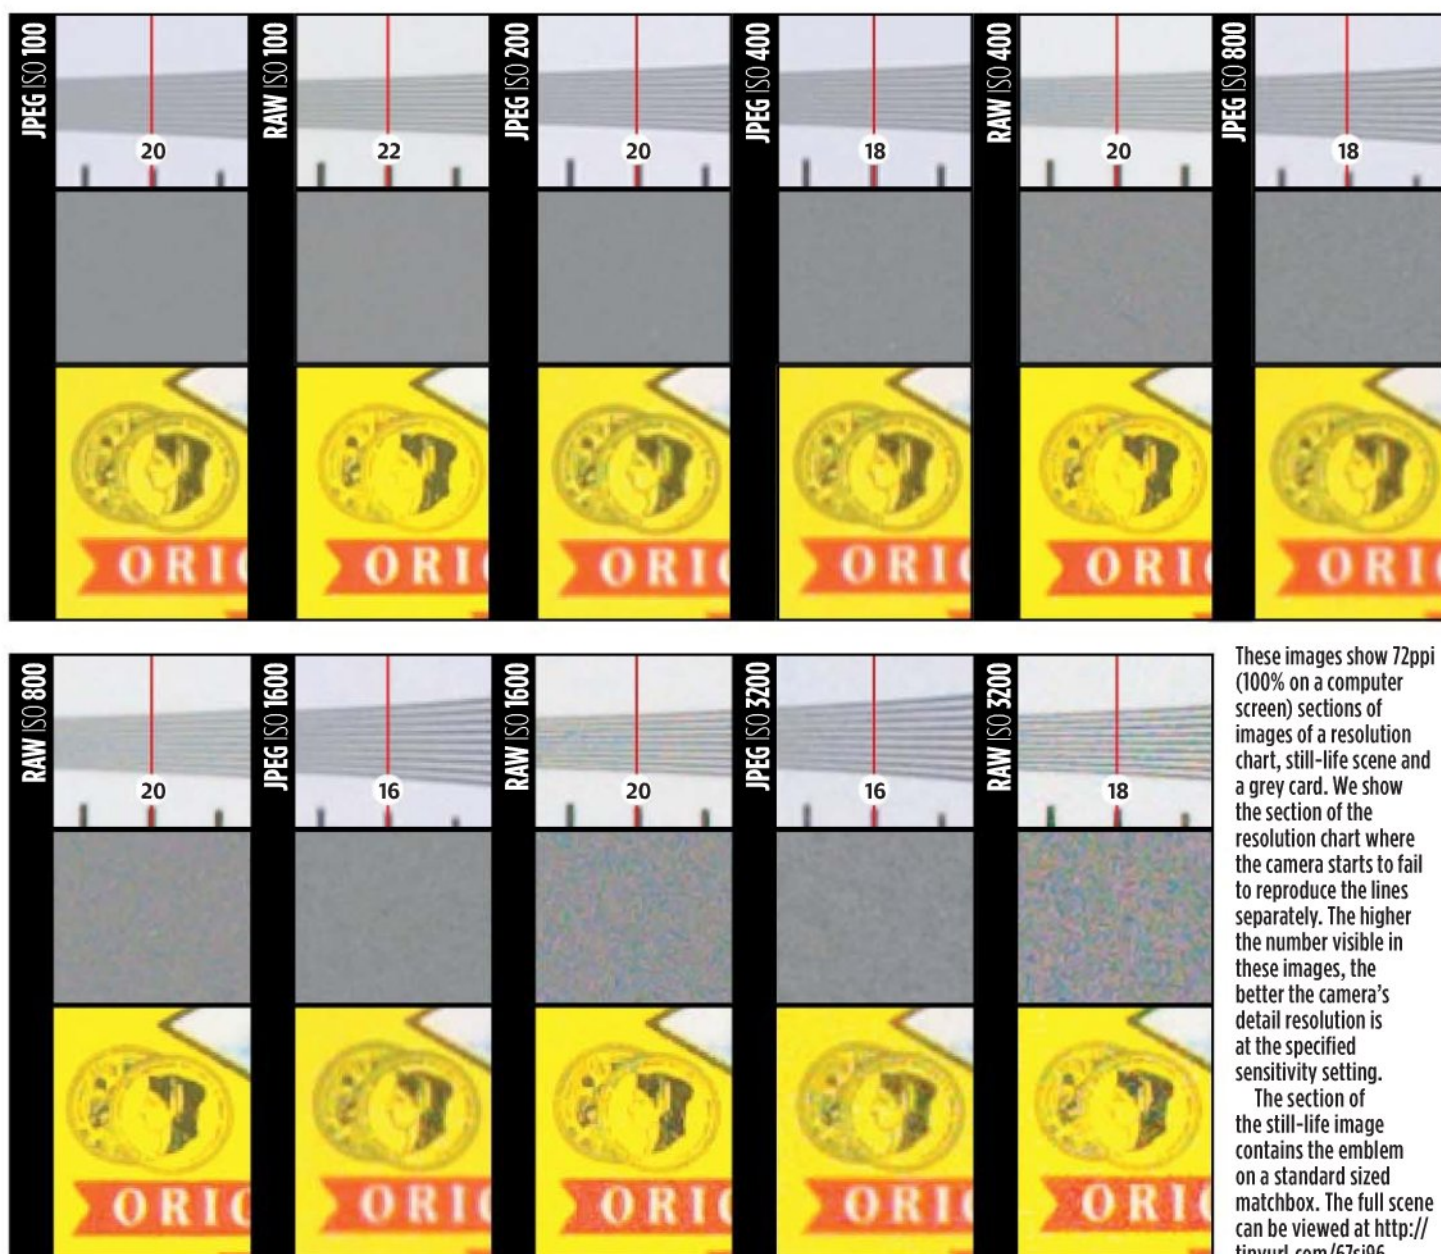 JPEG ISO 100
20
ORI
RAW ISO 100
22
ORI
JPEG ISO 200
20
ORI
JPEG ISO 400
18
ORI
RAW ISO 400
20
ORI
JPEG ISO 800
18
ORI
RAW ISO 800
20
ORIG
JPEG ISO 1600
16
ORI
RAW ISO 1600
20
ORI
JPEG ISO 3200
16
ORI
RAW ISO 3200
18
ORI
These images show 72ppi
(100% on a computer
screen) sections of
images of a resolution
chart, still-life scene and
a grey card. We show
the section of the
resolution chart where
the camera starts to fail
to reproduce the lines
separately. The higher
the number visible in
these images, the
better the camera's
detail resolution is
at the specified
sensitivity setting.
The section of
the still-life image
contains the emblem
on a standard sized
matchbox. The full scene
can be viewed at http://